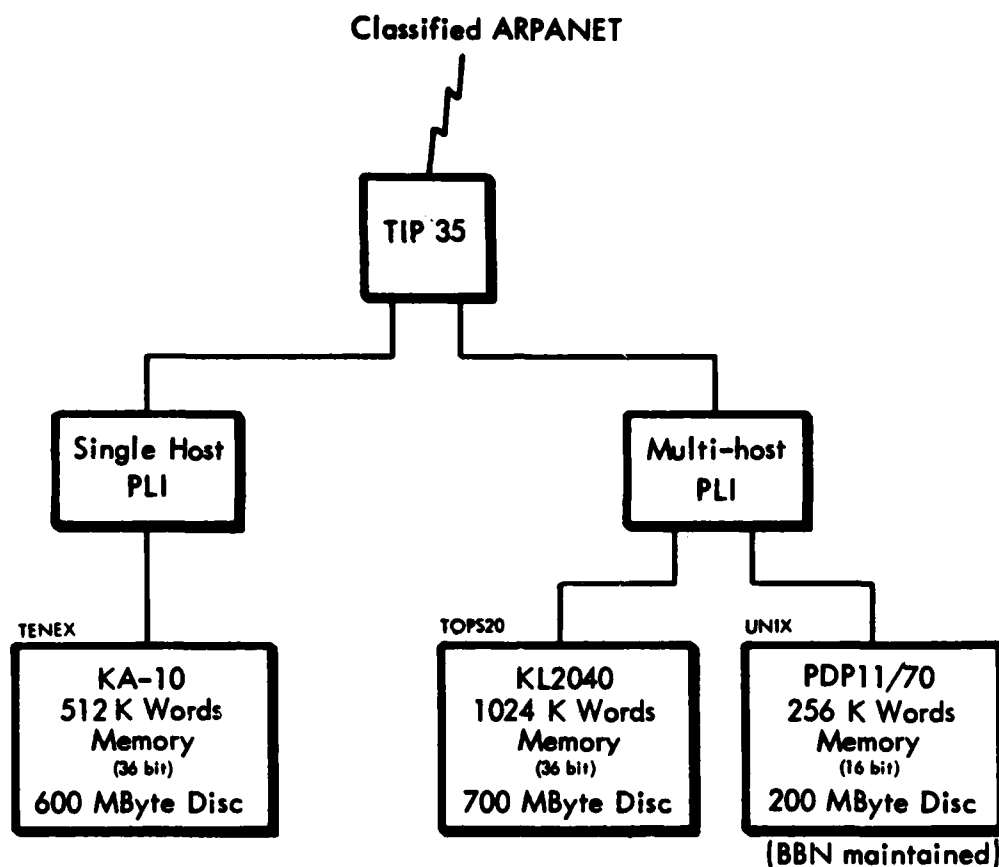 Classified ARPANET
TIP 35
Single Host
PLI
Multi-host
PLI
TENEX
KA-10
512 K Words
Memory
(36 bit)
600 MByte Disc
TOPS20
KL2040
1024 K Words
Memory
(36 bit)
700 MByte Disc
UNIX
PDP11/70
256 K Words
Memory
(16 bit)
200 MByte Disc
(BBN maintained)